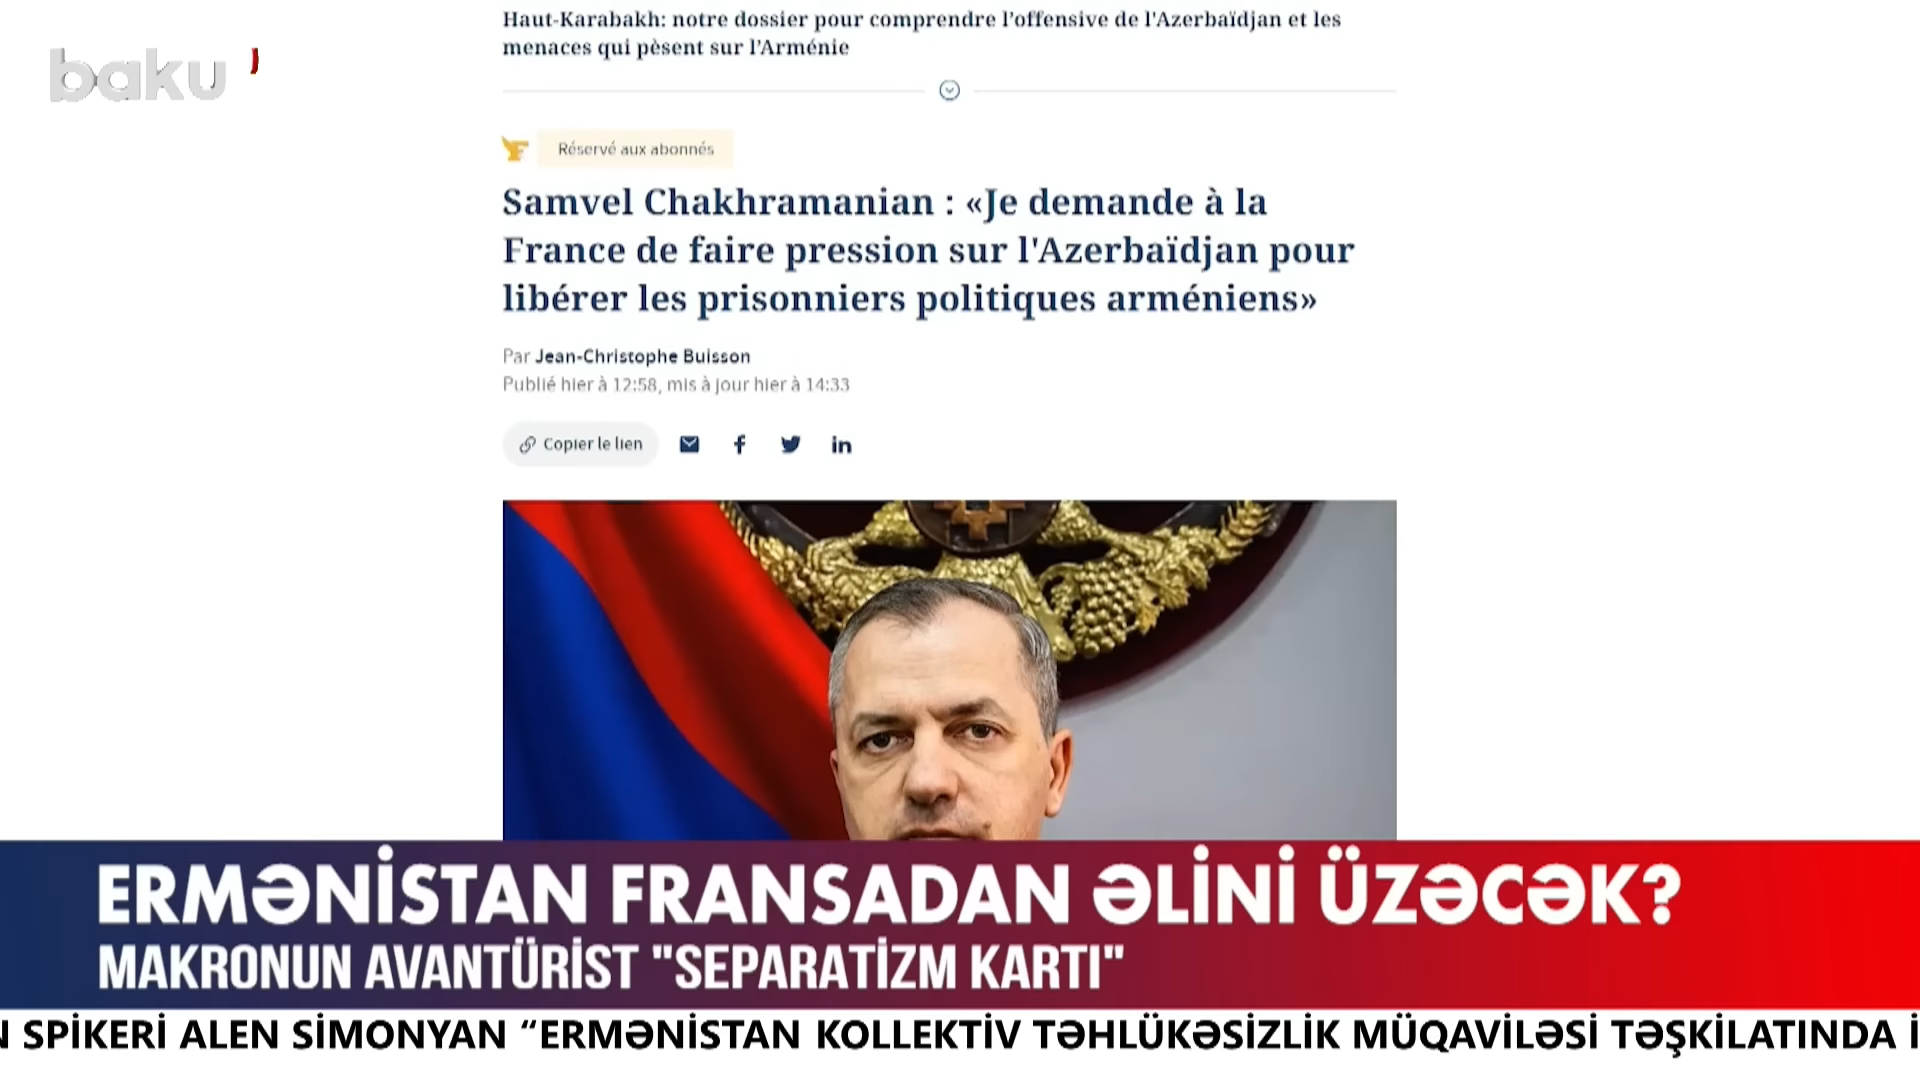 Haut-Karabakh: notre dossier pour comprendre l’offensive de l'Azerbaïdjan et les
menaces qui pèsent sur l’Arménie
baku
F
Réservé aux abonnés
Samvel Chakhramanian : «Je demande à la
France de faire pression sur l'Azerbaïdjan pour
libérer les prisonniers politiques arméniens»
Par Jean-Christophe Buisson
Publié hier à 12:58, mis à jour hier à 14:33
Copier le lien
ERMƏNİSTAN FRANSADAN ƏLİNİ ÜZƏCƏK?
MAKRONUN AVANTÜRİST "SEPARATİZM KARTI"
N SPİKERİ ALEN SİMONYAN “ERMƏNİSTAN KOLLEKTİV TƏHLÜKƏSİZLİK MÜQAVİLƏSİ TƏŞKİLATINDA İ